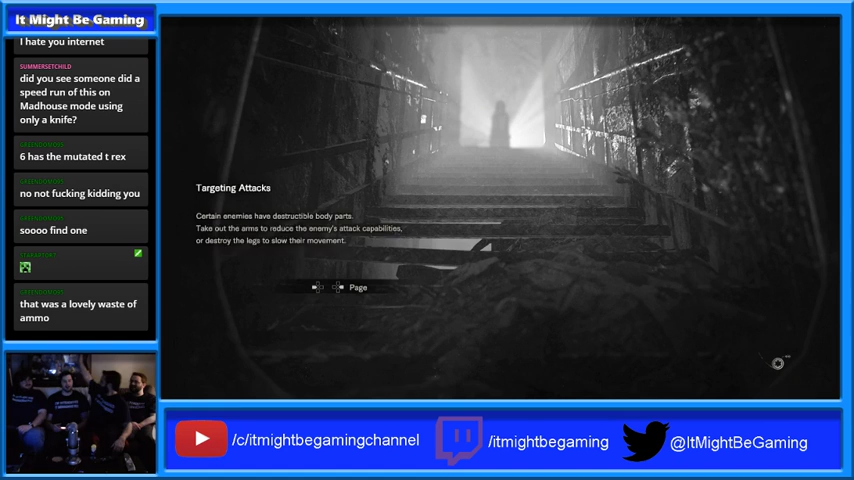 It Might Be Gaming
I hate you internet
SUMMERSETCHILD
did you see someone did a
speed run of this on
Madhouse mode using
only a knife?
6 has the mutated t rex
no not fucking kidding you
soooo find one
that was a lovely waste of
ammo
Targeting Attacks
Certain enemies have destructible body parts.
Take out the arms to reduce the enemy's attack capabilities,
or destroy the legs to slow their movement.
Page
/c/itmightbegamingchannel
/itmightbegaming
@ItMightBeGaming